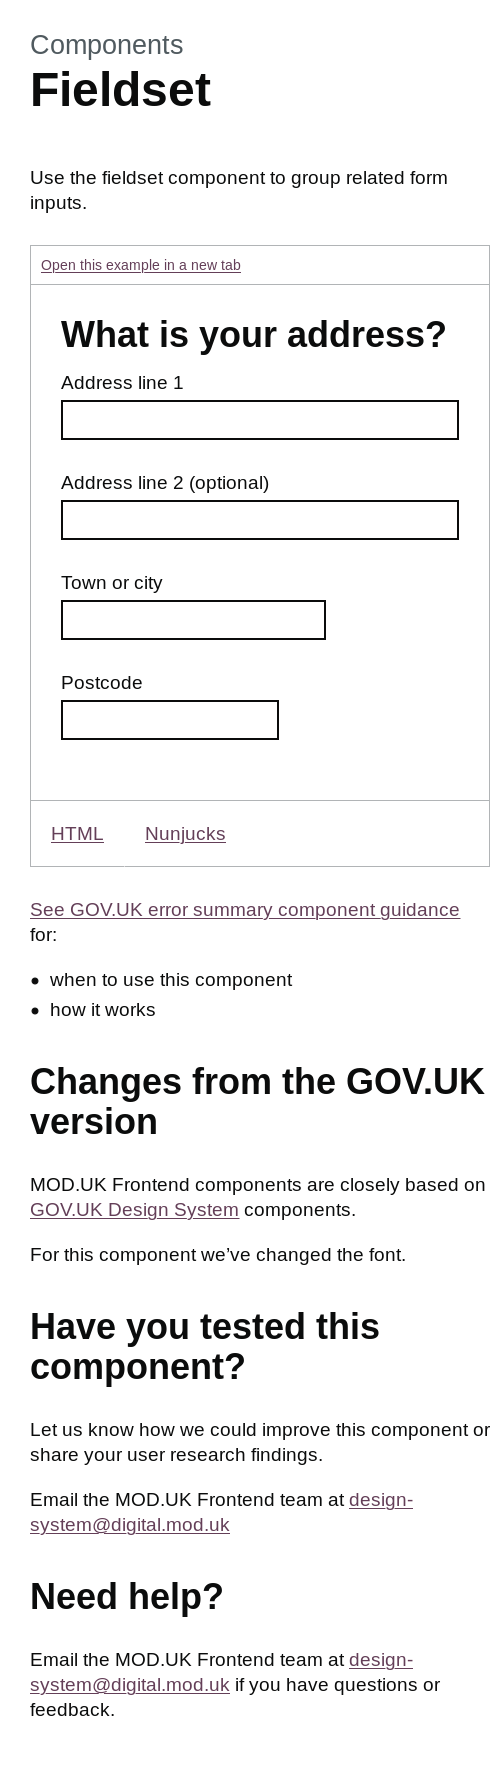 Components
Fieldset
Use the fieldset component to group related form
inputs.
Open this example in a new tab
What is your address?
Address line 1
Address line 2 (optional)
Town or city
Postcode
HTML Nunjucks
See GOV.UK error summary component guidance
for:
• when to use this component
• how it works
Changes from the GOV.UK
version
MOD.UK Frontend components are closely based on
GOV.UK Design System components.
For this component we’ve changed the font.
Have you tested this
component?
Let us know how we could improve this component or
share your user research findings.
Email the MOD.UK Frontend team at design-
system@digital.mod.uk
Need help?
Email the MOD.UK Frontend team at design-
system@digital.mod.uk if you have questions or
feedback.